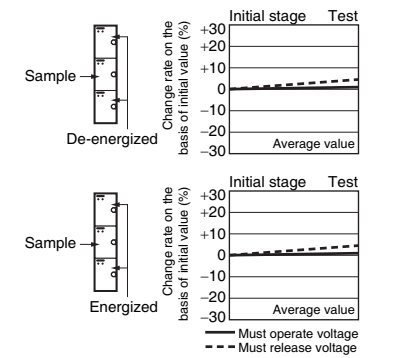 Initial stage Test
Change rate on the
basis of initial value (%)
+30
+20
+10
0
−10
−20
−30
Average value
Sample
De-energized
Initial stage Test
Change rate on the
basis of initial value (%)
+30
+20
+10
0
−10
−20
−30
Average value
Sample
Energized
Must operate voltage
Must release voltage